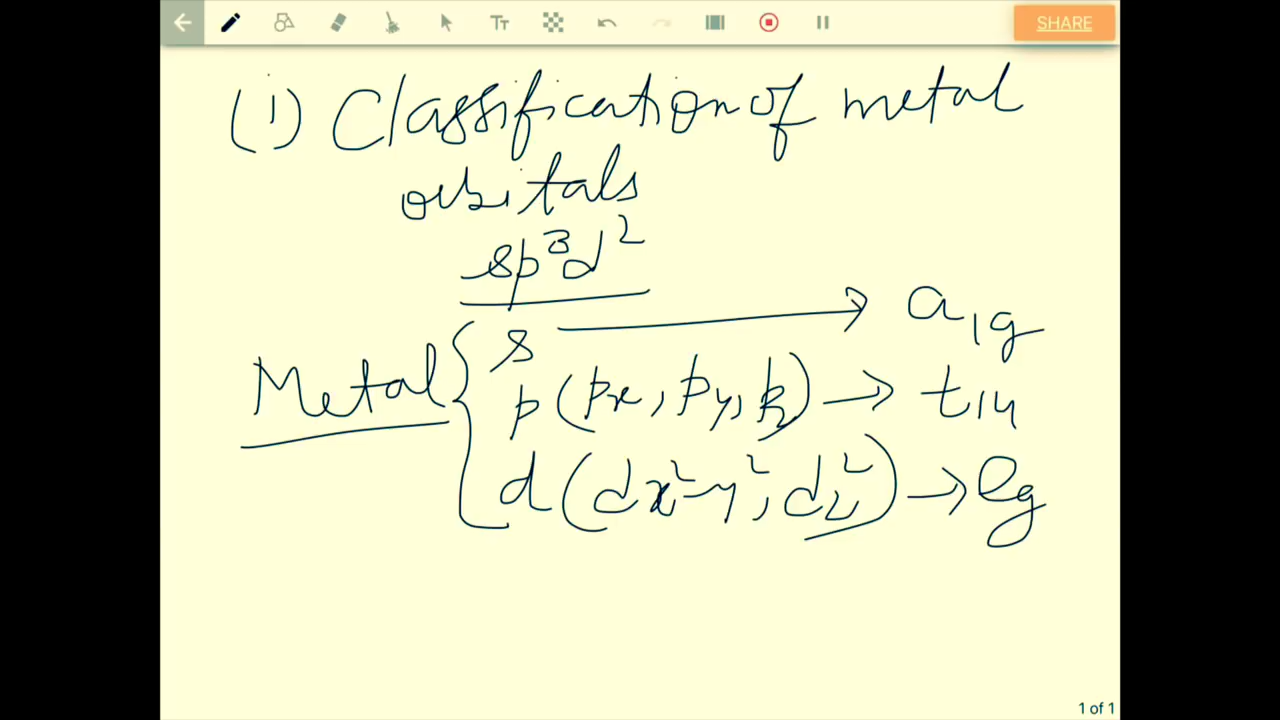 SHARE
(i) Classification of metal
orbitals
sp³d²
Metal { s → a₁g
p (px, py, pz) → t₁u
d (dx²-y², dz²) → eg
1 of 1